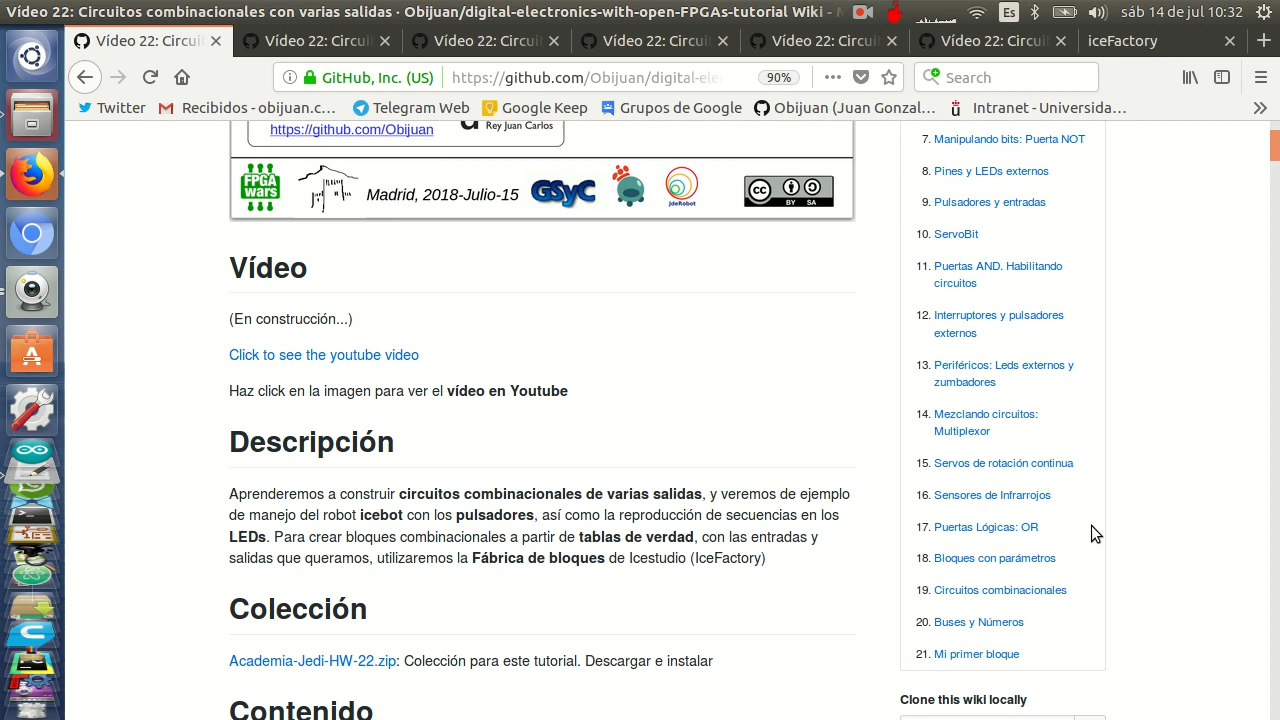 Vídeo 22: Circuitos combinacionales con varias salidas · Obijuan/digital-electronics-with-open-FPGAs-tutorial Wiki -
Es
sáb 14 de jul 10:32
Vídeo 22: Circui
Vídeo 22: Circui
Vídeo 22: Circui
Vídeo 22: Circui
Vídeo 22: Circui
Vídeo 22: Circui
iceFactory
GitHub, Inc. (US)
https://github.com/Obijuan/digital-ele
90%
Search
Twitter
Recibidos - obijuan.c...
Telegram Web
Google Keep
Grupos de Google
Obijuan (Juan Gonzal...
Intranet - Universida...
https://github.com/Obijuan
Rey Juan Carlos
FPGA
wars
Madrid, 2018-Julio-15
GSyC
JdeRobot
cc
BY SA
Vídeo
(En construcción...)
Click to see the youtube video
Haz click en la imagen para ver el vídeo en Youtube
Descripción
Aprenderemos a construir circuitos combinacionales de varias salidas, y veremos de ejemplo
de manejo del robot icebot con los pulsadores, así como la reproducción de secuencias en los
LEDs. Para crear bloques combinacionales a partir de tablas de verdad, con las entradas y
salidas que queramos, utilizaremos la Fábrica de bloques de Icestudio (IceFactory)
Colección
Academia-Jedi-HW-22.zip: Colección para este tutorial. Descargar e instalar
Contenido
7. Manipulando bits: Puerta NOT
8. Pines y LEDs externos
9. Pulsadores y entradas
10. ServoBit
11. Puertas AND. Habilitando
circuitos
12. Interruptores y pulsadores
externos
13. Periféricos: Leds externos y
zumbadores
14. Mezclando circuitos:
Multiplexor
15. Servos de rotación continua
16. Sensores de Infrarrojos
17. Puertas Lógicas: OR
18. Bloques con parámetros
19. Circuitos combinacionales
20. Buses y Números
21. Mi primer bloque
Clone this wiki locally